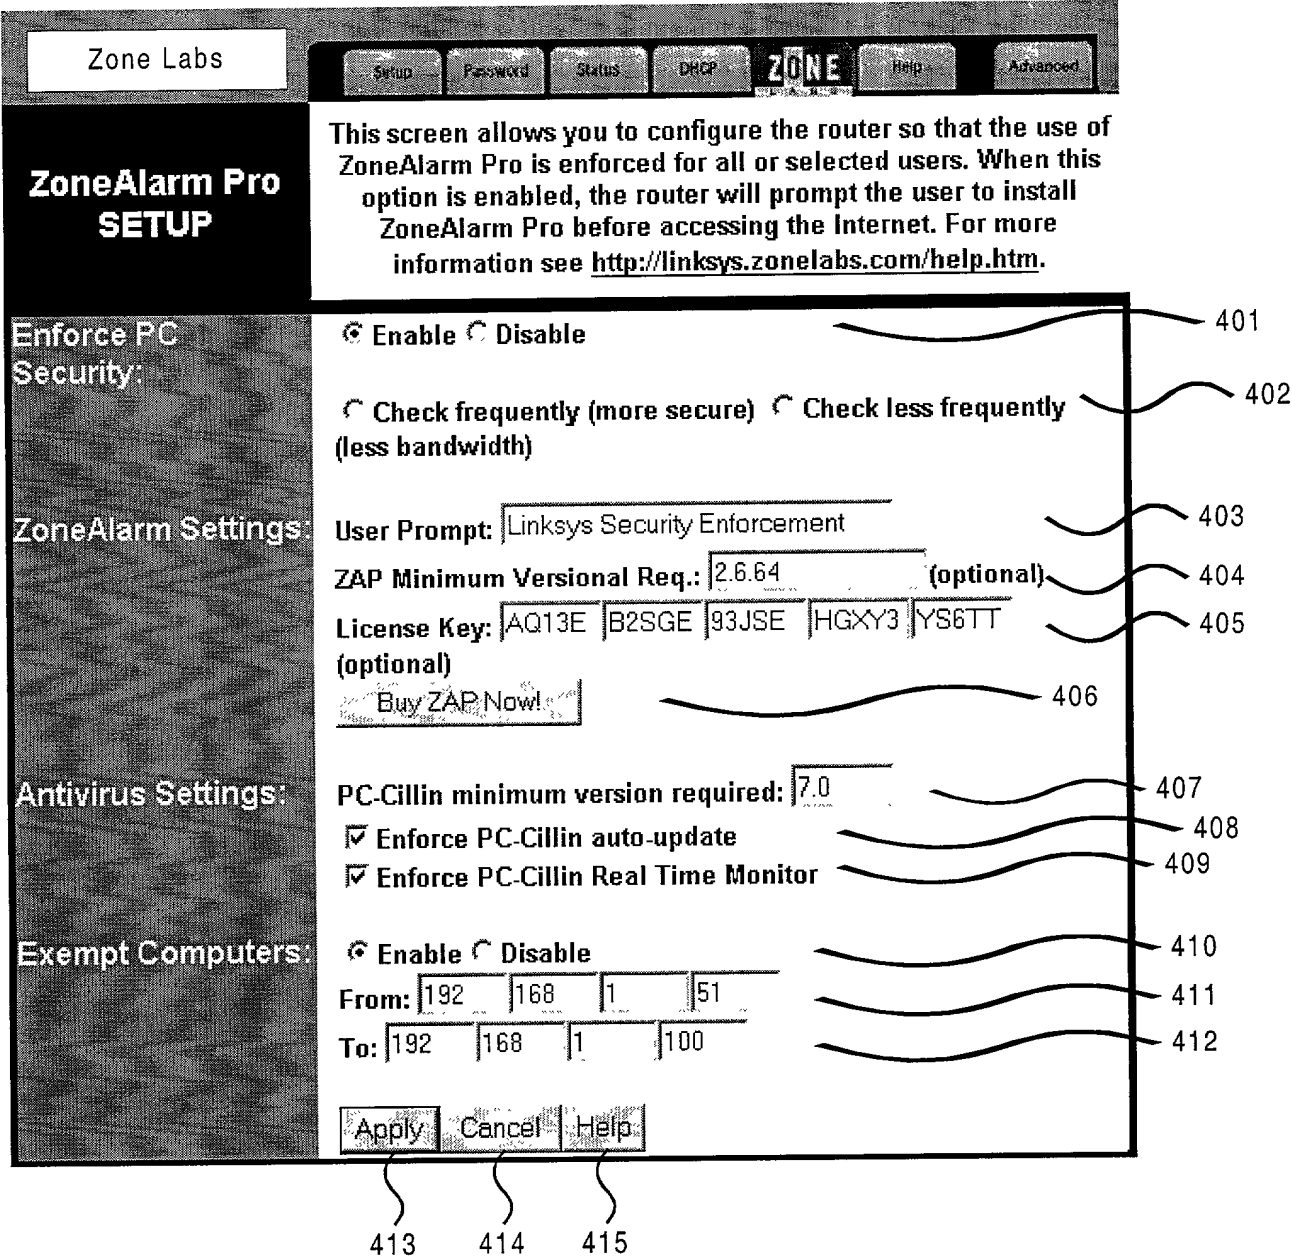 Zone Labs
Setup
Password
Status
DHCP
ZONE
LABS
Help
Advanced
ZoneAlarm Pro
SETUP
This screen allows you to configure the router so that the use of
ZoneAlarm Pro is enforced for all or selected users. When this
option is enabled, the router will prompt the user to install
ZoneAlarm Pro before accessing the Internet. For more
information see http://linksys.zonelabs.com/help.htm.
Enforce PC
Security:
Enable Disable
401
Check frequently (more secure) Check less frequently
(less bandwidth)
402
ZoneAlarm Settings:
User Prompt: Linksys Security Enforcement
403
ZAP Minimum Versional Req.: 2.6.64 (optional)
404
License Key: AQ13E B2SGE 93JSE HGXY3 YS6TT
(optional)
405
Buy ZAP Now!
406
Antivirus Settings:
PC-Cillin minimum version required: 7.0
407
Enforce PC-Cillin auto-update
408
Enforce PC-Cillin Real Time Monitor
409
Exempt Computers:
Enable Disable
410
From: 192 168 1 51
411
To: 192 168 1 100
412
Apply Cancel Help
413 414 415